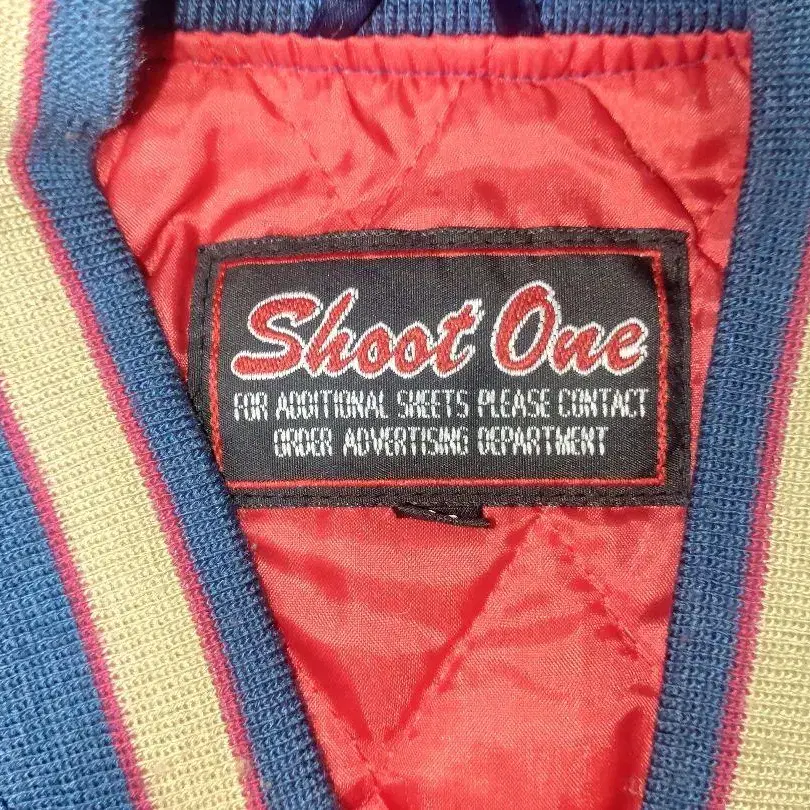 Shoot One
FOR ADDITIONAL SHEETS PLEASE CONTACT
ORDER ADVERTISING DEPARTMENT